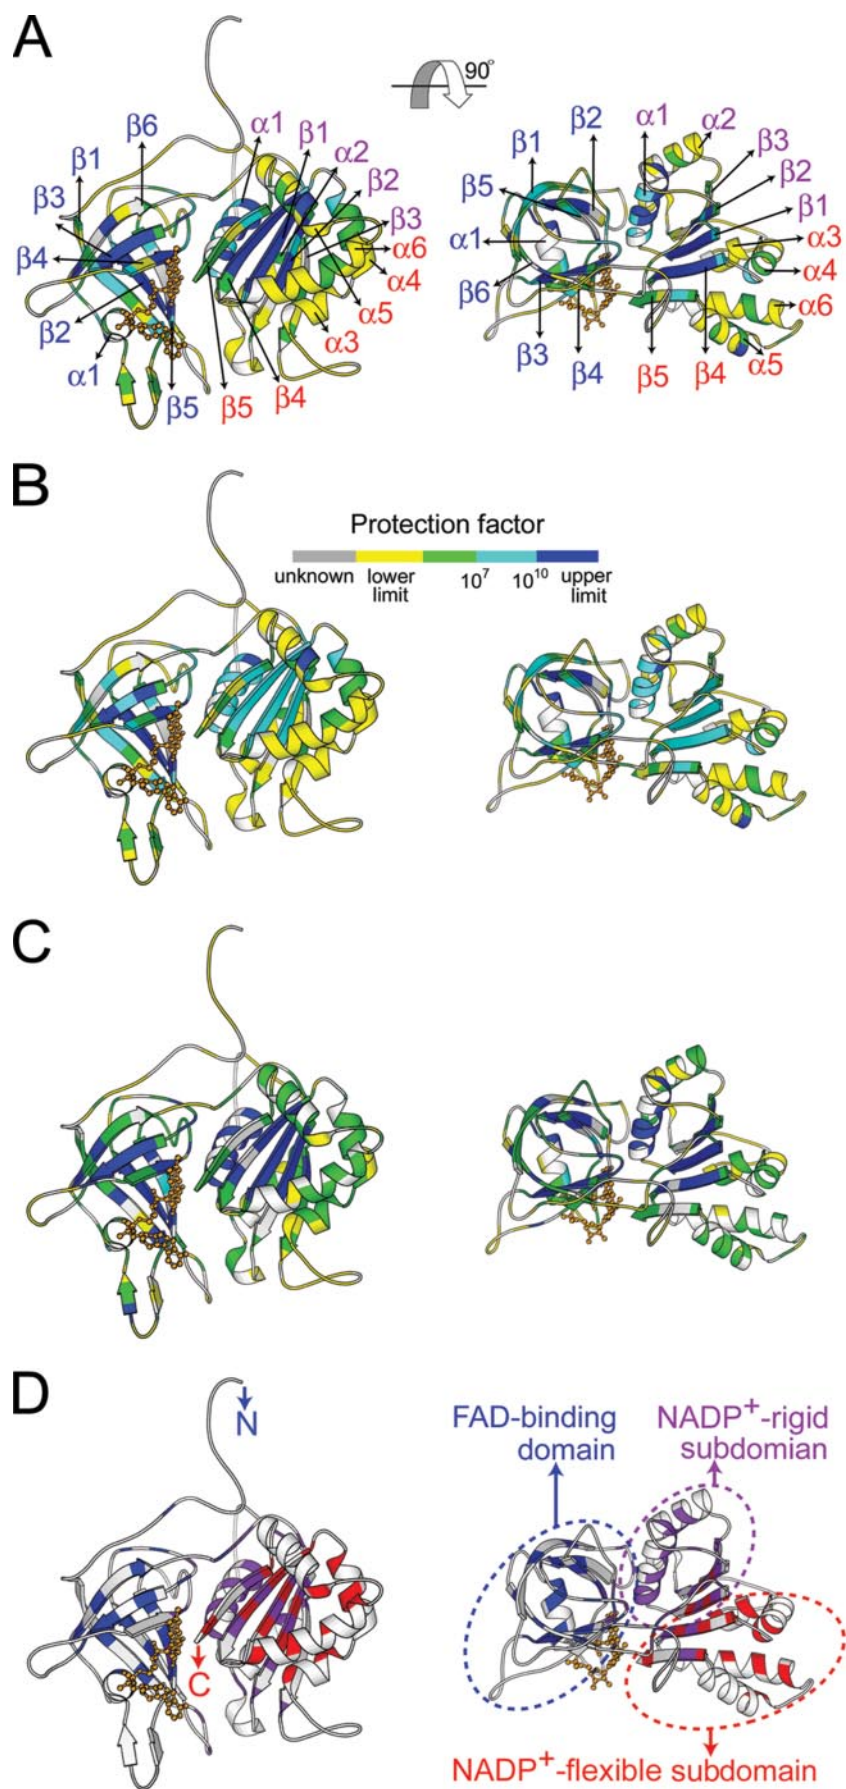 A
90°
β6
α1
β1
α2
β1
β2
β3
β3
β4
α6
α4
β2
α5
α3
α1
β5
β5
β4
β2
α1
α2
β1
β3
β5
β2
β1
α1
α3
α4
β6
α6
β3
β4
β5
β4
α5
B
Protection factor
unknown lower limit 10⁷ 10¹⁰ upper limit
C
D
N
C
FAD-binding
domain
NADP⁺-rigid
subdomian
NADP⁺-flexible subdomain